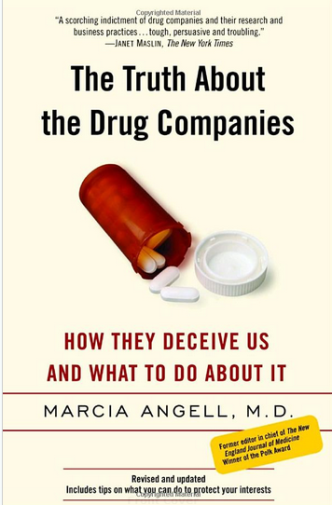 Copyrighted Material
"A scorching indictment of drug companies and their research and
business practices...tough, persuasive and troubling."
—JANET MASLIN, The New York Times
The Truth About
the Drug Companies
HOW THEY DECEIVE US
AND WHAT TO DO ABOUT IT
MARCIA ANGELL, M.D.
Former editor in chief of The New
England Journal of Medicine
Winner of the Polk Award
Revised and updated
Includes tips on what you can do to protect your interests
Copyrighted Material